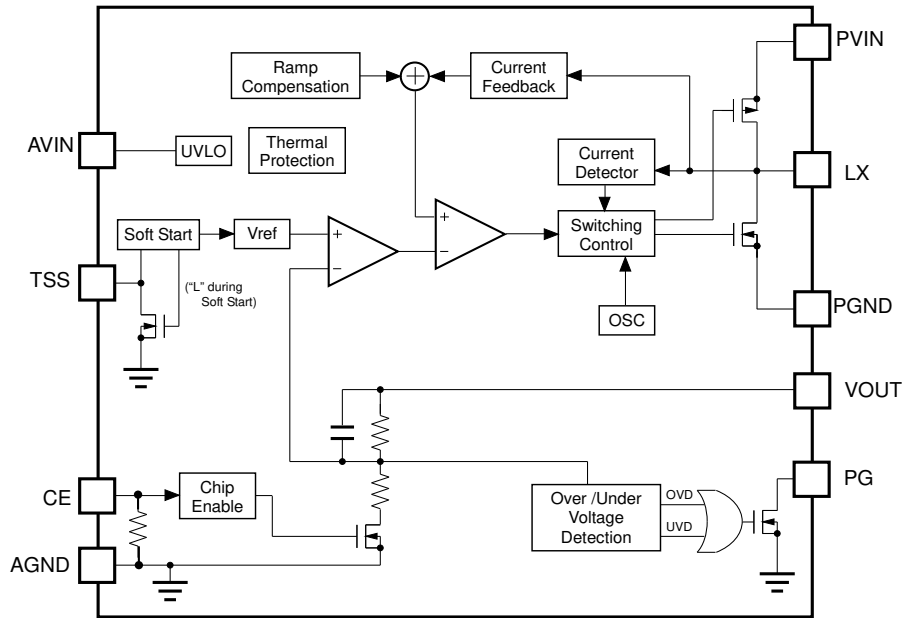 PVIN
Ramp
Compensation
+
Current
Feedback
AVIN
UVLO
Thermal
Protection
Current
Detector
LX
Soft Start
Vref
+
−
+
−
Switching
Control
TSS
("L" during
Soft Start)
OSC
PGND
VOUT
CE
Chip
Enable
Over /Under
Voltage
Detection
OVD
UVD
PG
AGND